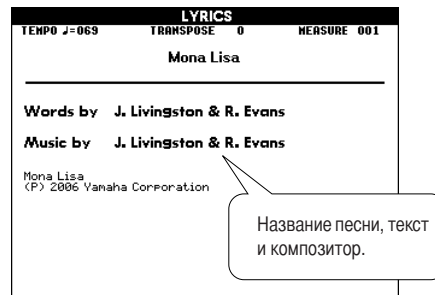 LYRICS
TEMPO ♩=069 TRANSPOSE 0 MEASURE 001
Mona Lisa
Words by J. Livingston & R. Evans
Music by J. Livingston & R. Evans
Mona Lisa
(P) 2006 Yamaha Corporation
Название песни, текст
и композитор.